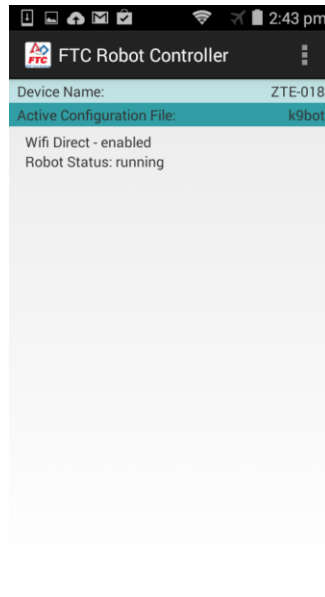 2:43 pm
FTC FTC Robot Controller
Device Name: ZTE-018
Active Configuration File: k9bot
Wifi Direct - enabled
Robot Status: running